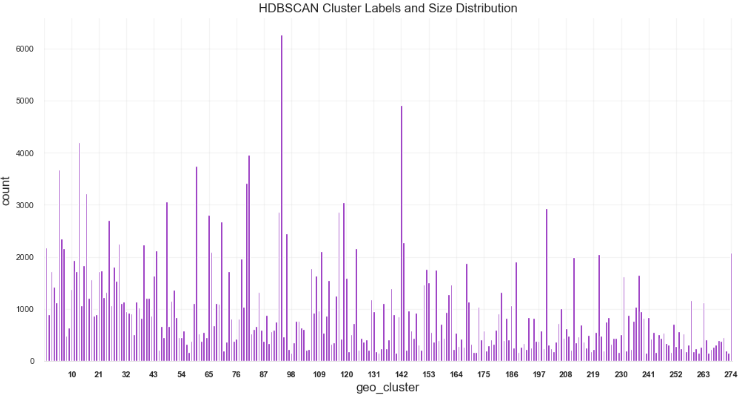 HDBSCAN Cluster Labels and Size Distribution
6000
5000
4000
3000
2000
1000
0
count
10 21 32 43 54 65 76 87 98 109 120 131 142 153 164 175 186 197 208 219 230 241 252 263 274
geo_cluster